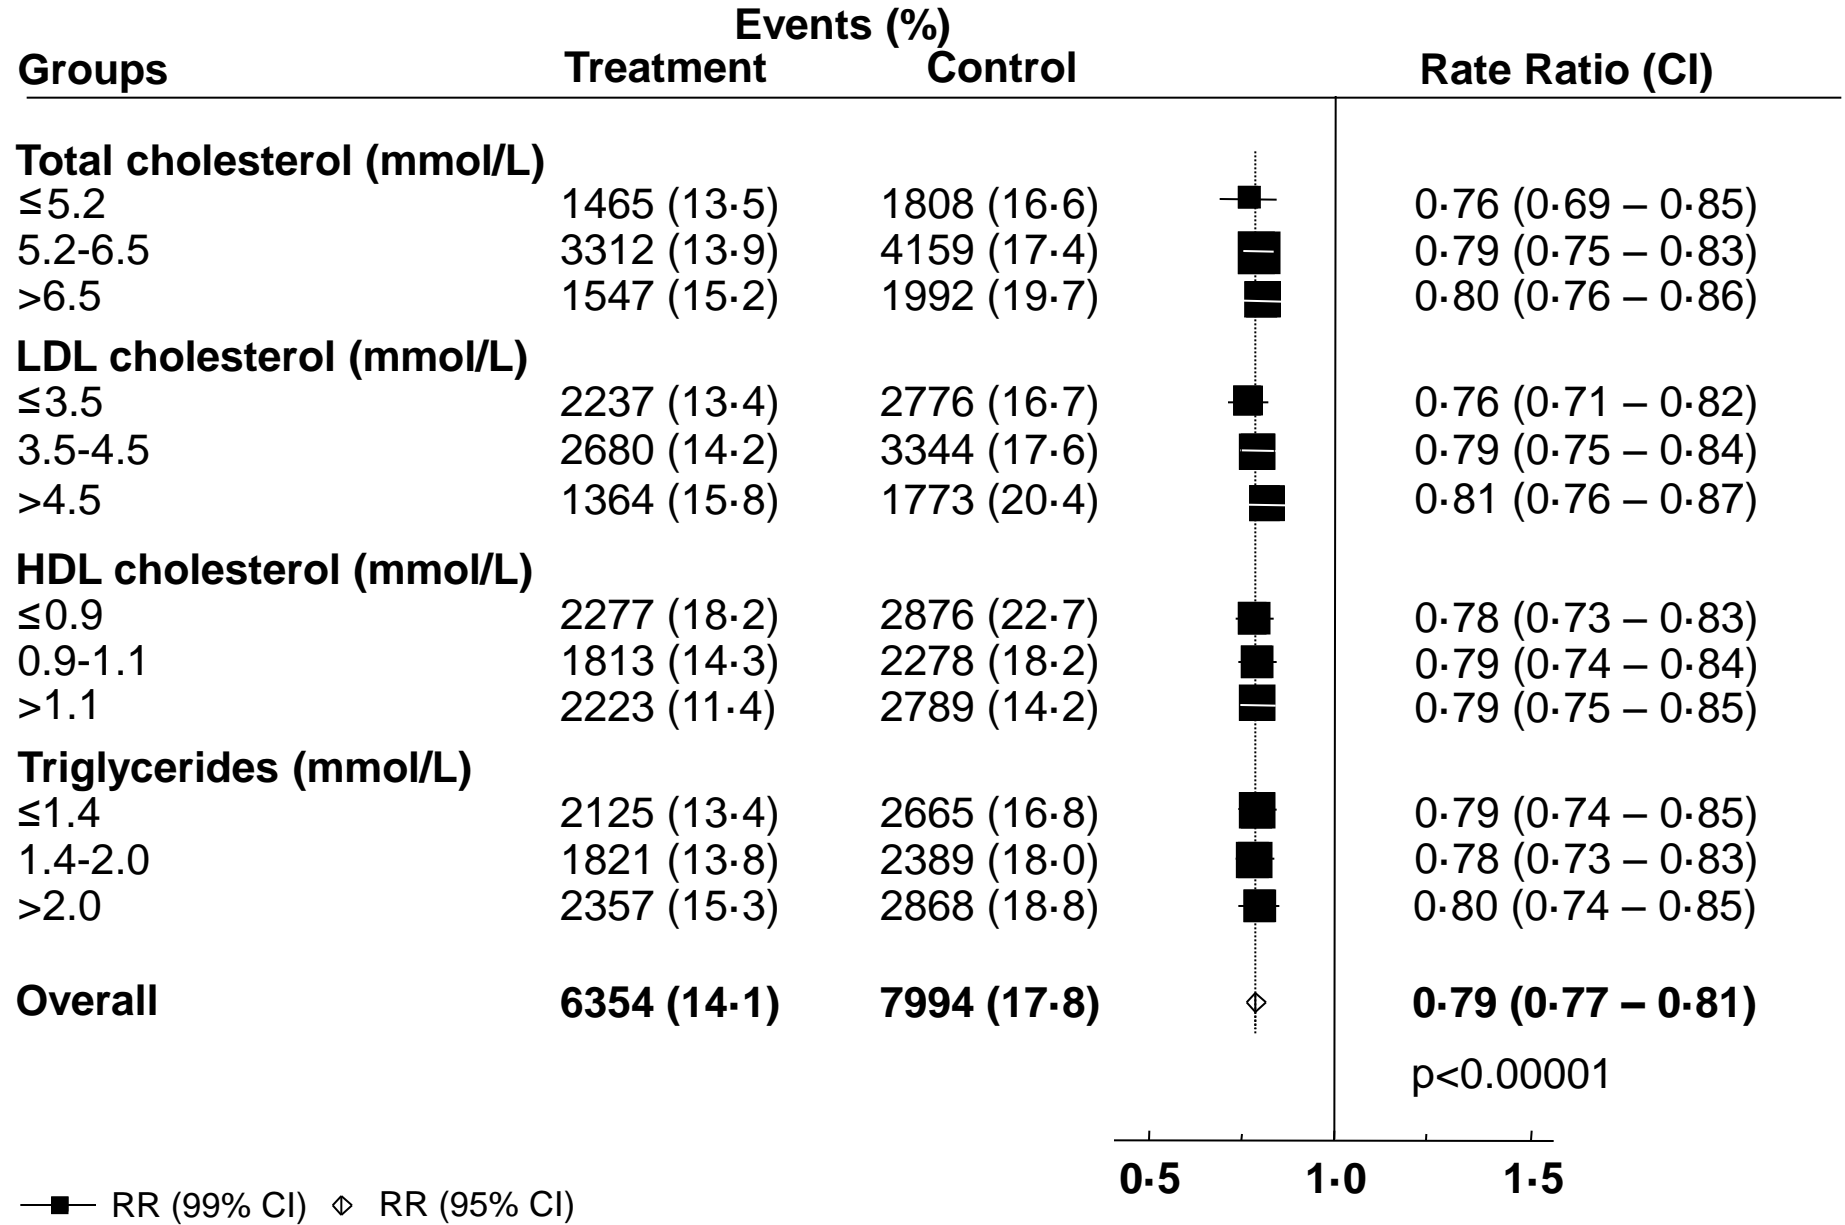 Events (%)
Groups Treatment Control Rate Ratio (CI)
Total cholesterol (mmol/L)
≤5.2 1465 (13·5) 1808 (16·6) 0·76 (0·69 – 0·85)
5.2-6.5 3312 (13·9) 4159 (17·4) 0·79 (0·75 – 0·83)
>6.5 1547 (15·2) 1992 (19·7) 0·80 (0·76 – 0·86)
LDL cholesterol (mmol/L)
≤3.5 2237 (13·4) 2776 (16·7) 0·76 (0·71 – 0·82)
3.5-4.5 2680 (14·2) 3344 (17·6) 0·79 (0·75 – 0·84)
>4.5 1364 (15·8) 1773 (20·4) 0·81 (0·76 – 0·87)
HDL cholesterol (mmol/L)
≤0.9 2277 (18·2) 2876 (22·7) 0·78 (0·73 – 0·83)
0.9-1.1 1813 (14·3) 2278 (18·2) 0·79 (0·74 – 0·84)
>1.1 2223 (11·4) 2789 (14·2) 0·79 (0·75 – 0·85)
Triglycerides (mmol/L)
≤1.4 2125 (13·4) 2665 (16·8) 0·79 (0·74 – 0·85)
1.4-2.0 1821 (13·8) 2389 (18·0) 0·78 (0·73 – 0·83)
>2.0 2357 (15·3) 2868 (18·8) 0·80 (0·74 – 0·85)
Overall 6354 (14·1) 7994 (17·8) 0·79 (0·77 – 0·81)
p<0.00001
0·5 1·0 1·5
RR (99% CI) RR (95% CI)